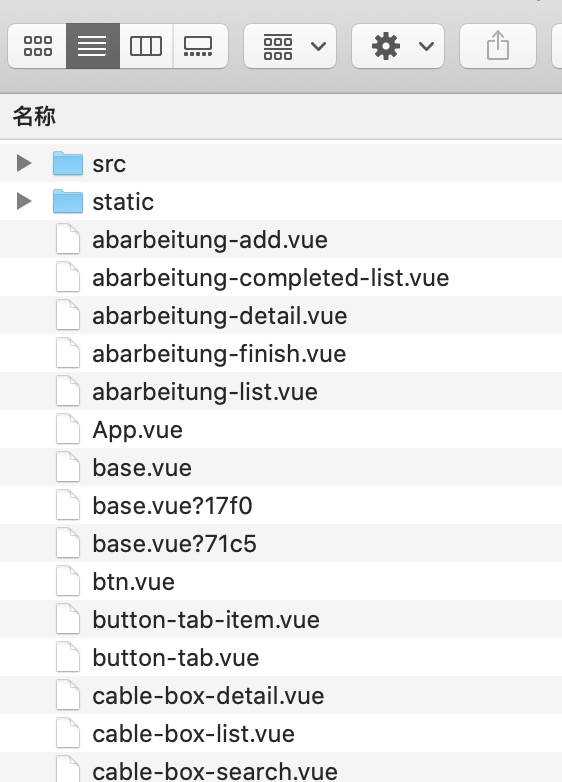 名称
src
static
abarbeitung-add.vue
abarbeitung-completed-list.vue
abarbeitung-detail.vue
abarbeitung-finish.vue
abarbeitung-list.vue
App.vue
base.vue
base.vue?17f0
base.vue?71c5
btn.vue
button-tab-item.vue
button-tab.vue
cable-box-detail.vue
cable-box-list.vue
cable-box-search.vue